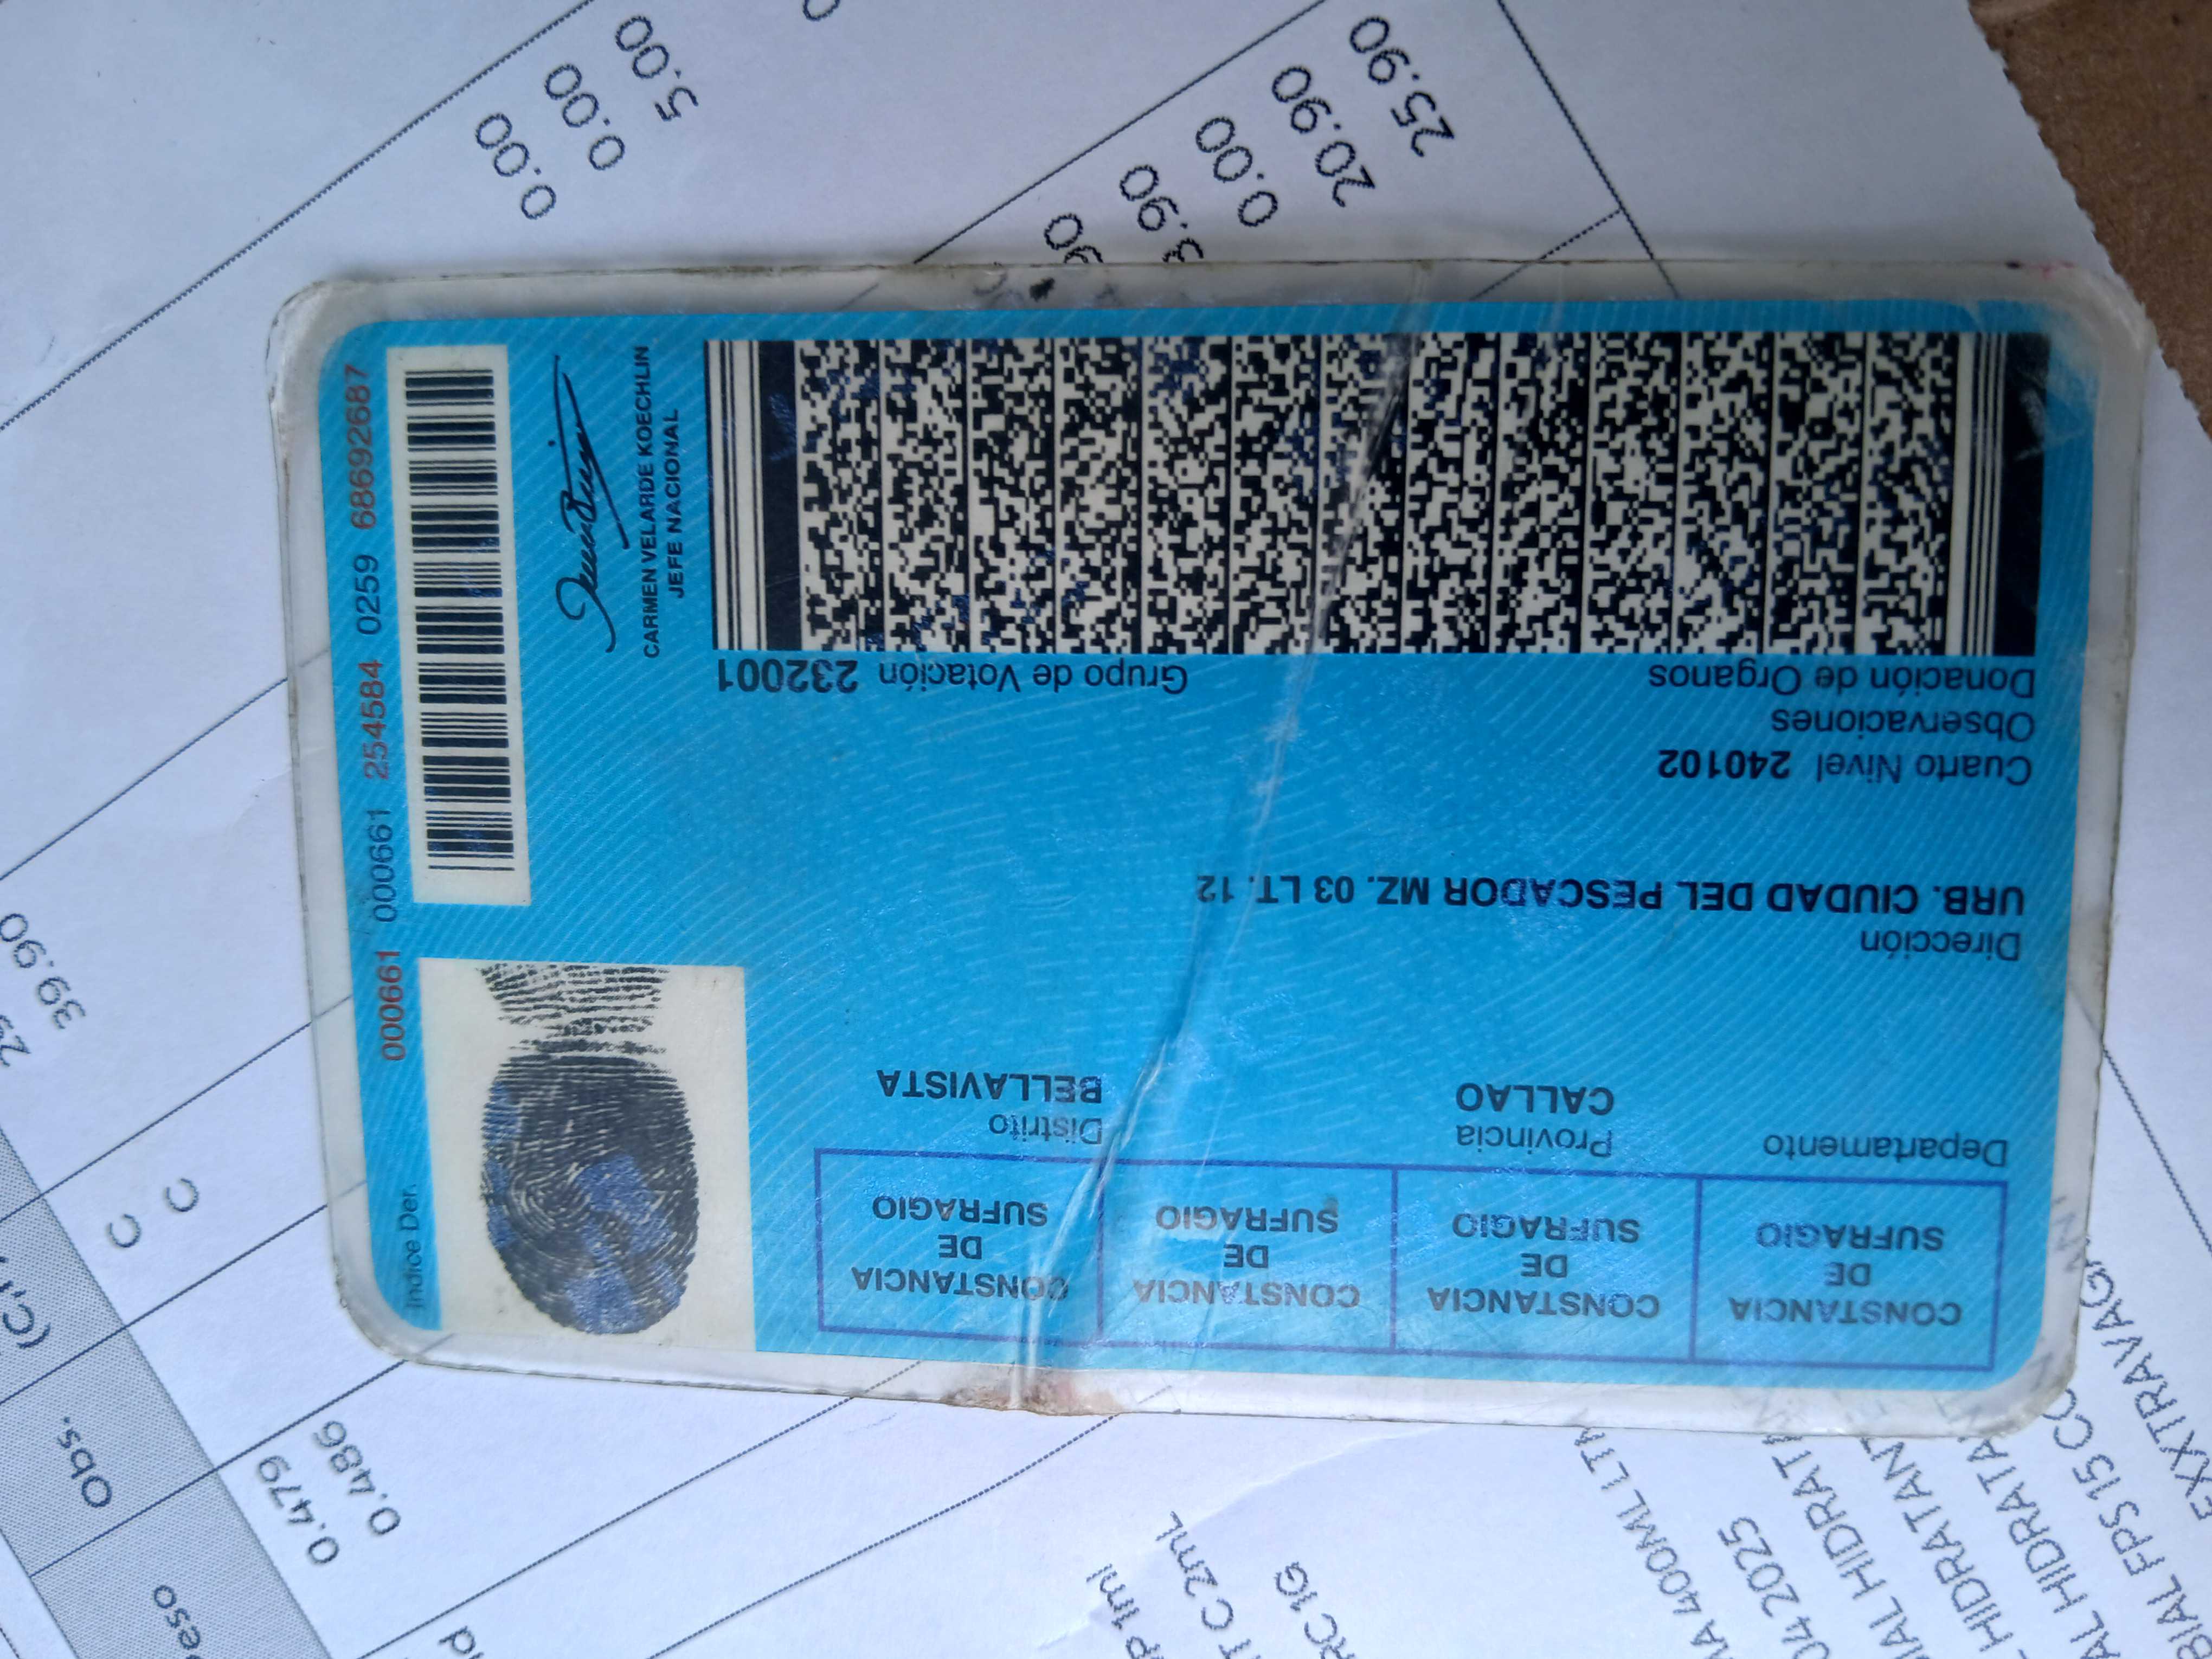 CONSTANCIA
DE
SUFRAGIO
CONSTANCIA
DE
SUFRAGIO
CONSTANCIA
DE
SUFRAGIO
CONSTANCIA
DE
SUFRAGIO
Departamento
Provincia
CALLAO
Distrito
BELLAVISTA
Dirección
URB. CIUDAD DEL PESCADOR MZ. 03 LT. 12
Cuarto Nivel 240102
Observaciones
Donación de Organos
Grupo de Votación 232001
Indice Der.
000661 000661 254584 0259 68692687
CARMEN VELARDE KOECHLIN
JEFE NACIONAL
0.00
0.00
5.00
3.90
0.00
20.90
25.90
39.90
C
C
Obs.
0.479
0.486